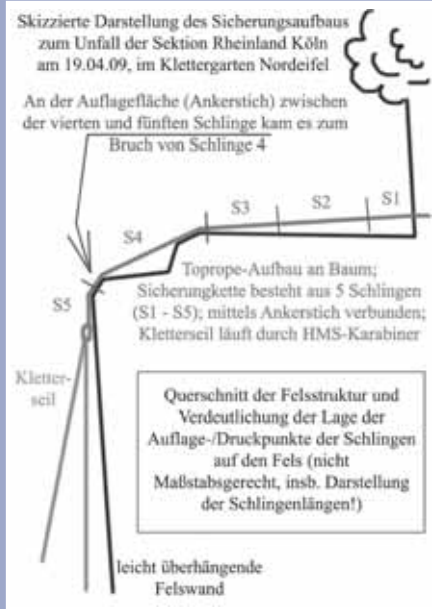 Skizzierte Darstellung des Sicherungsaufbaus
zum Unfall der Sektion Rheinland Köln
am 19.04.09, im Klettergarten Nordeifel
An der Auflagefläche (Ankerstich) zwischen
der vierten und fünften Schlinge kam es zum
Bruch von Schlinge 4
S1
S2
S3
S4
Toprope-Aufbau an Baum;
Sicherungkette besteht aus 5 Schlingen
(S1 - S5); mittels Ankerstich verbunden;
Kletterseil läuft durch HMS-Karabiner
S5
Kletter-
seil
Querschnitt der Felsstruktur und
Verdeutlichung der Lage der
Auflage-/Druckpunkte der Schlingen
auf den Fels (nicht
Maßstabsgerecht, insb. Darstellung
der Schlingenlängen!)
leicht überhängende
Felswand